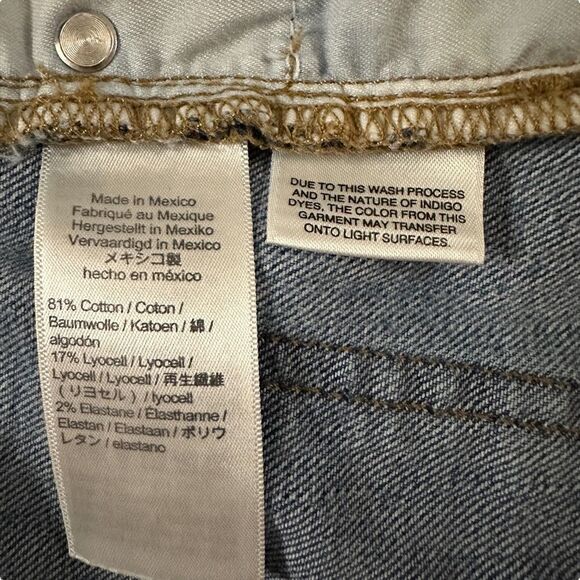 Made in Mexico
Fabriqué au Mexique
Hergestellt in Mexiko
Vervaardigd in Mexico
メキシコ製
hecho en méxico
81% Cotton / Coton /
Baumwolle / Katoen / 綿 /
algodón
17% Lyocell / Lyocell /
Lyocell / Lyocell / 再生繊維
（リヨセル）/ lyocell
2% Elastane / Élasthanne /
Elastan / Elastaan / ポリウ
レタン / elastano
DUE TO THIS WASH PROCESS
AND THE NATURE OF INDIGO
DYES, THE COLOR FROM THIS
GARMENT MAY TRANSFER
ONTO LIGHT SURFACES.